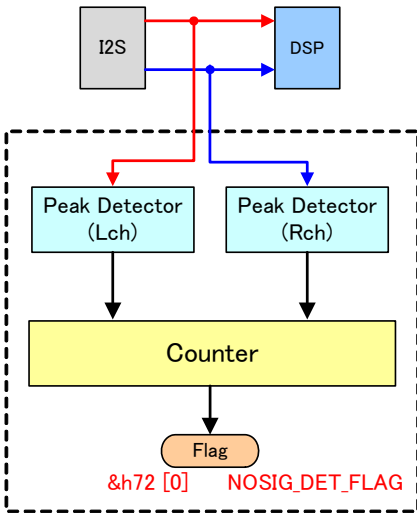 I2S
DSP
Peak Detector
(Lch)
Peak Detector
(Rch)
Counter
Flag
&h72 [0] NOSIG_DET_FLAG